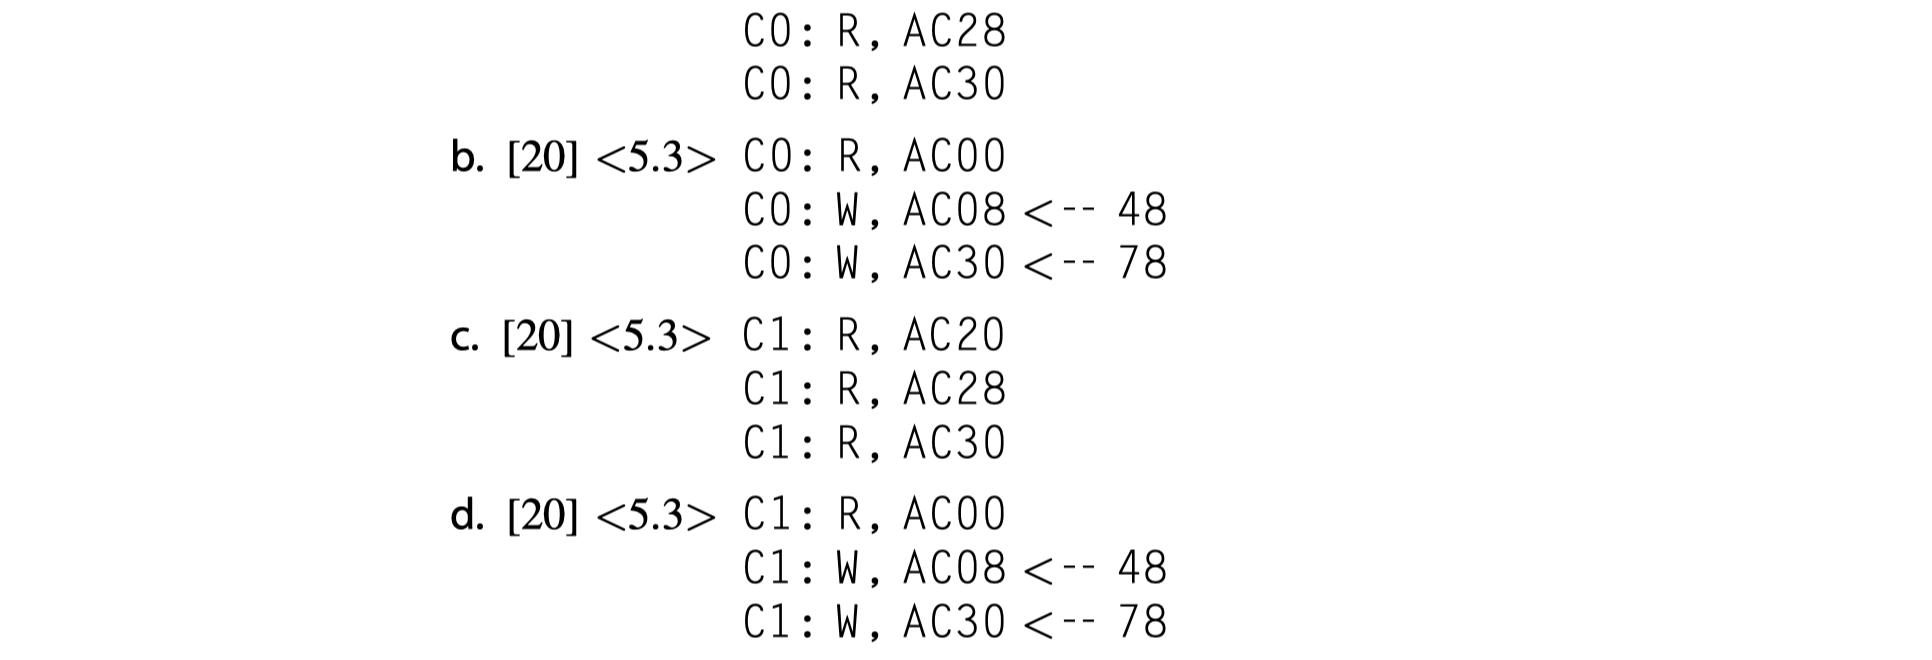 C0: R, AC28
C0: R, AC30
b. [20] <5.3> C0: R, AC00
C0: W, AC08 <-- 48
C0: W, AC30 <-- 78
c. [20] <5.3> C1: R, AC20
C1: R, AC28
C1: R, AC30
d. [20] <5.3> C1: R, AC00
C1: W, AC08 <-- 48
C1: W, AC30 <-- 78